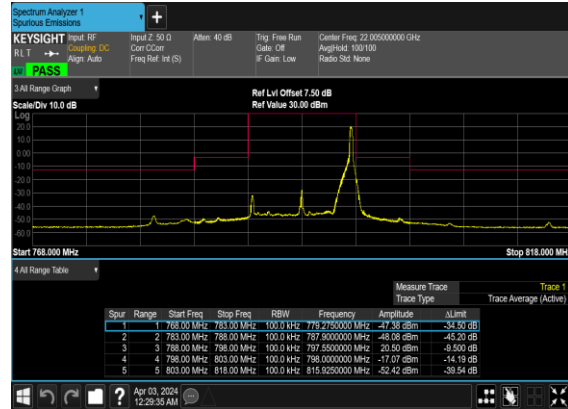 Spectrum Analyzer 1
Spurious Emissions
KEYSIGHT Input: RF Input Z: 50 Ω Atten: 40 dB Trig: Free Run Center Freq: 22.005000000 GHz
RLT Coupling: DC Corr CCorr Gate: Off Avg|Hold: 100/100
Align: Auto Freq Ref: Int (S) IF Gain: Low Radio Std: None
PASS
3 All Range Graph
Ref Lvl Offset 7.50 dB
Scale/Div 10.0 dB Ref Value 30.00 dBm
Log
20.0
10.0
0.00
-10.0
-20.0
-30.0
-40.0
-50.0
-60.0
Start 768.000 MHz Stop 818.000 MH
4 All Range Table
Measure Trace Trace 1
Trace Type Trace Average (Active)
Spur Range Start Freq Stop Freq RBW Frequency Amplitude ΔLimit
1 1 768.00 MHz 783.00 MHz 100.0 kHz 779.2750000 MHz -47.38 dBm -34.50 dB
2 2 783.00 MHz 788.00 MHz 100.0 kHz 787.9000000 MHz -48.08 dBm -45.20 dB
3 3 788.00 MHz 798.00 MHz 100.0 kHz 797.5500000 MHz 20.50 dBm -9.500 dB
4 4 798.00 MHz 803.00 MHz 100.0 kHz 798.0000000 MHz -17.07 dBm -14.19 dB
5 5 803.00 MHz 818.00 MHz 100.0 kHz 815.9250000 MHz -52.42 dBm -39.54 dB
? Apr 03, 2024
12:29:35 AM